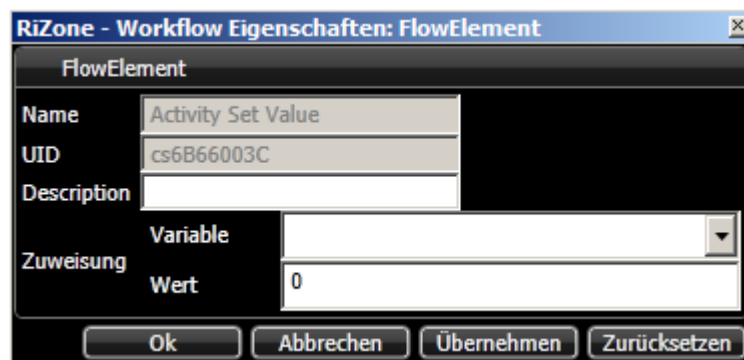 RiZone - Workflow Eigenschaften: FlowElement
FlowElement
Name Activity Set Value
UID cs6B66003C
Description
Zuweisung
Variable
Wert 0
Ok Abbrechen Übernehmen Zurücksetzen